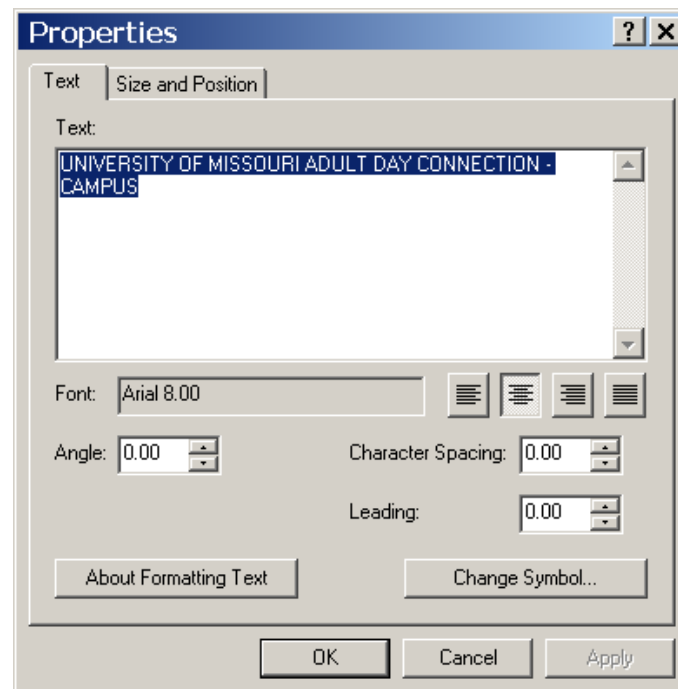 Properties
Text Size and Position
Text:
UNIVERSITY OF MISSOURI ADULT DAY CONNECTION -
CAMPUS
Font: Arial 8.00
Angle: 0.00 Character Spacing: 0.00
Leading: 0.00
About Formatting Text Change Symbol...
OK Cancel Apply